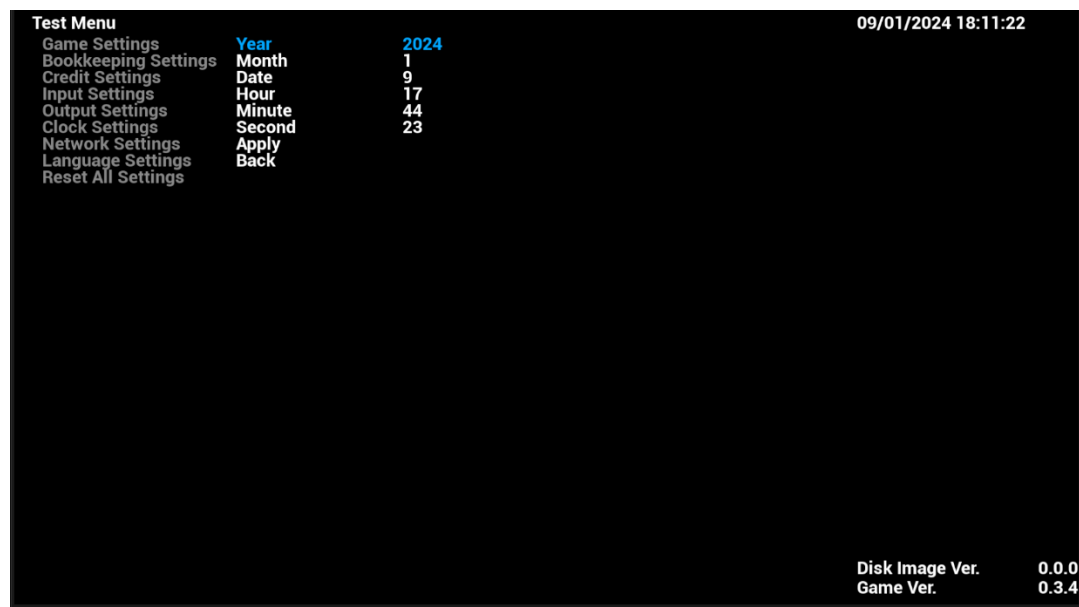 Test Menu 09/01/2024 18:11:22
Game Settings Year 2024
Bookkeeping Settings Month 1
Credit Settings Date 9
Input Settings Hour 17
Output Settings Minute 44
Clock Settings Second 23
Network Settings Apply
Language Settings Back
Reset All Settings
Disk Image Ver. 0.0.0
Game Ver. 0.3.4